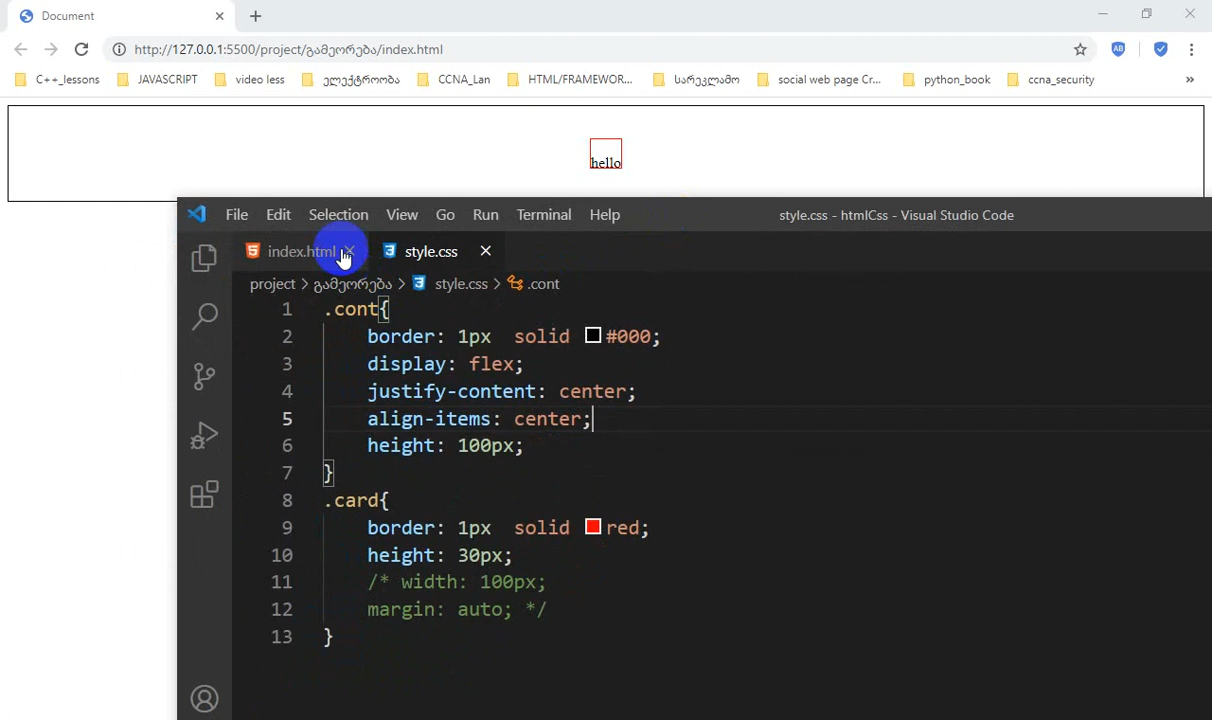 Document
http://127.0.0.1:5500/project/გამეორება/index.html
AB
C++_lessons JAVASCRIPT video less ელექტროობა CCNA_Lan HTML/FRAMEWOR... სარეკლამო social web page Cr... python_book ccna_security »
hello
File Edit Selection View Go Run Terminal Help style.css - htmlCss - Visual Studio Code
index.html style.css
project > გამეორება > style.css > .cont
1 .cont{
2 border: 1px solid #000;
3 display: flex;
4 justify-content: center;
5 align-items: center;
6 height: 100px;
7 }
8 .card{
9 border: 1px solid red;
10 height: 30px;
11 /* width: 100px;
12 margin: auto; */
13 }